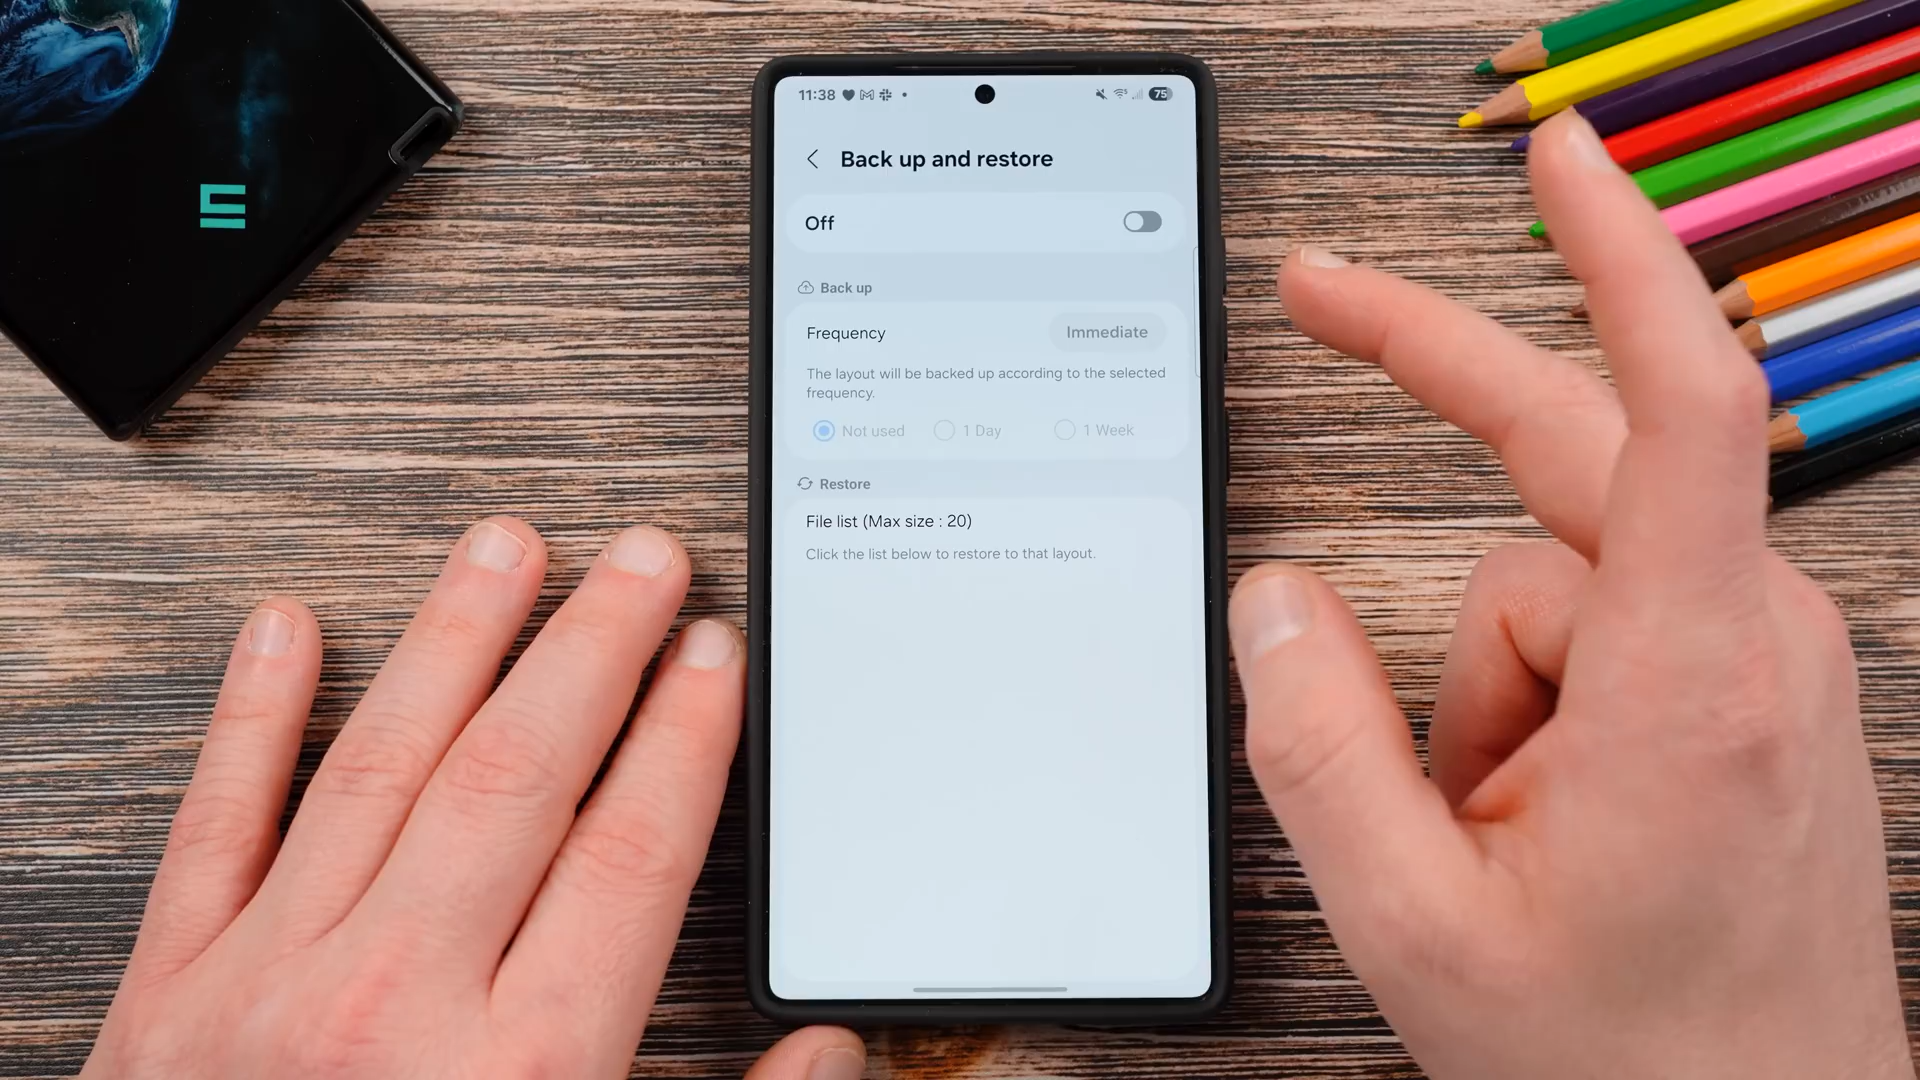 11:38
75
Back up and restore
Off
Back up
Frequency
Immediate
The layout will be backed up according to the selected
frequency.
Not used
1 Day
1 Week
Restore
File list (Max size : 20)
Click the list below to restore to that layout.